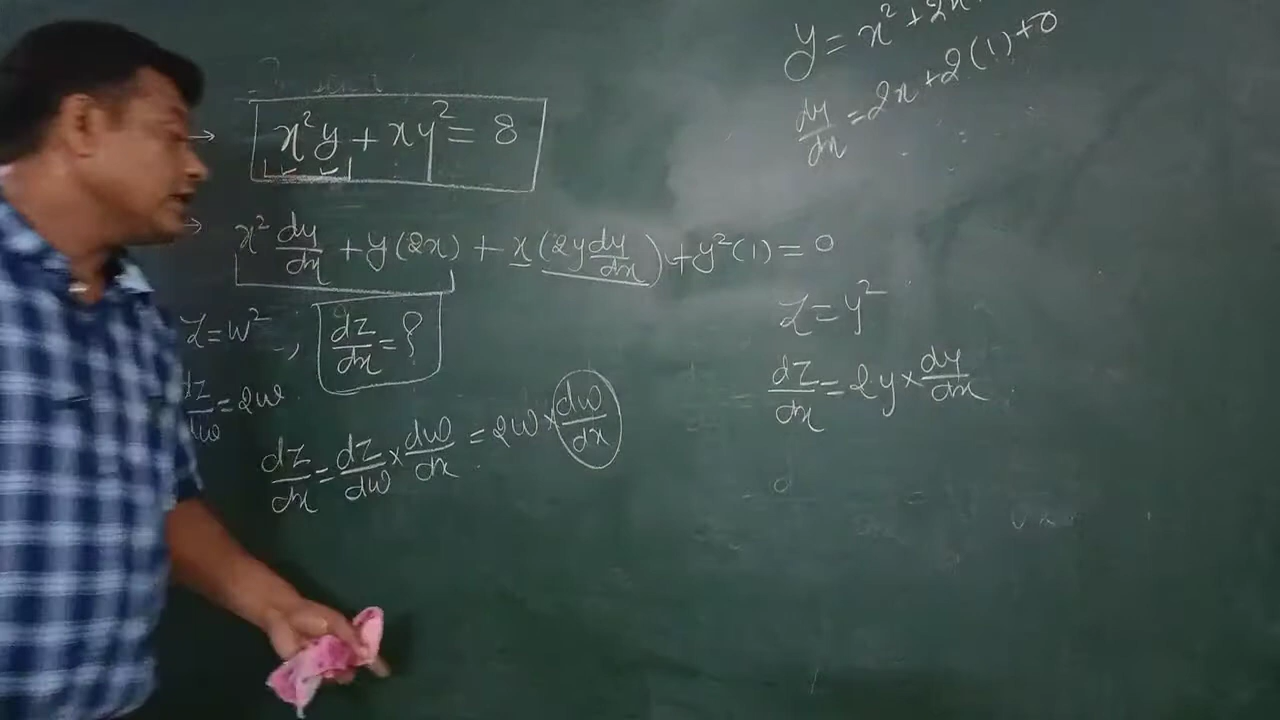 → x²y + xy² = 8
→ x² dy/dx + y(2x) + x(2y dy/dx) + y²(1) = 0
Z = w² , dz/dx = ?
dz/dw = 2w
dz/dx = dz/dw × dw/dx = 2w × dw/dx
y = x² + 2x
dy/dx = 2x + 2(1) + 0
Z = y²
dz/dx = 2y × dy/dx